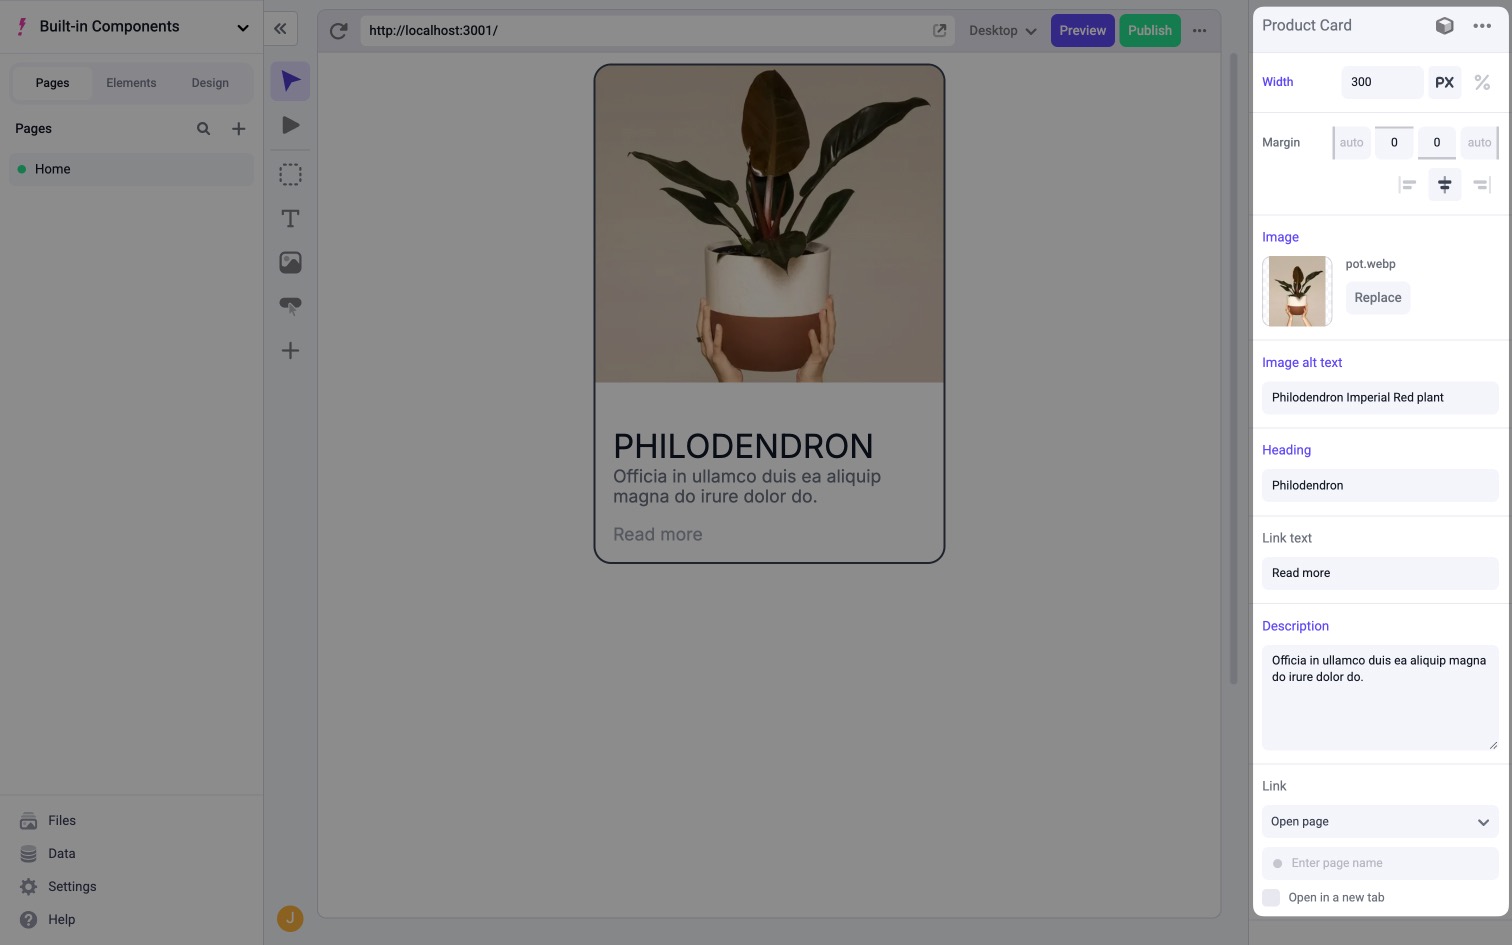 Built-in Components
Pages
Elements
Design
Pages
Home
Files
Data
Settings
Help
http://localhost:3001/
Desktop
Preview
Publish
PHILODENDRON
Officia in ullamco duis ea aliquip
magna do irure dolor do.
Read more
J
Product Card
Width
300
PX
%
Margin
auto
0
0
auto
Image
pot.webp
Replace
Image alt text
Philodendron Imperial Red plant
Heading
Philodendron
Link text
Read more
Description
Officia in ullamco duis ea aliquip magna
do irure dolor do.
Link
Open page
Enter page name
Open in a new tab